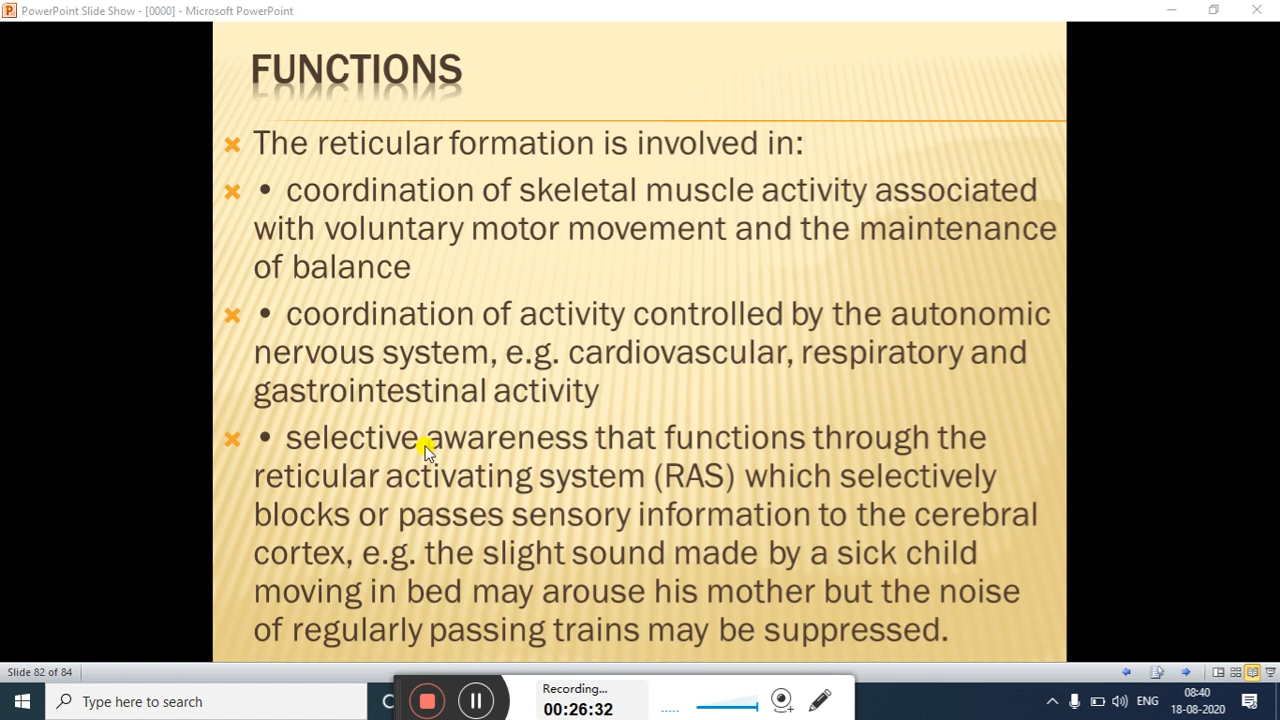 PowerPoint Slide Show - [0000] - Microsoft PowerPoint
FUNCTIONS
The reticular formation is involved in:
• coordination of skeletal muscle activity associated
with voluntary motor movement and the maintenance
of balance
• coordination of activity controlled by the autonomic
nervous system, e.g. cardiovascular, respiratory and
gastrointestinal activity
• selective awareness that functions through the
reticular activating system (RAS) which selectively
blocks or passes sensory information to the cerebral
cortex, e.g. the slight sound made by a sick child
moving in bed may arouse his mother but the noise
of regularly passing trains may be suppressed.
Slide 82 of 84
Type here to search
Recording...
00:26:32
ENG
08:40
18-08-2020